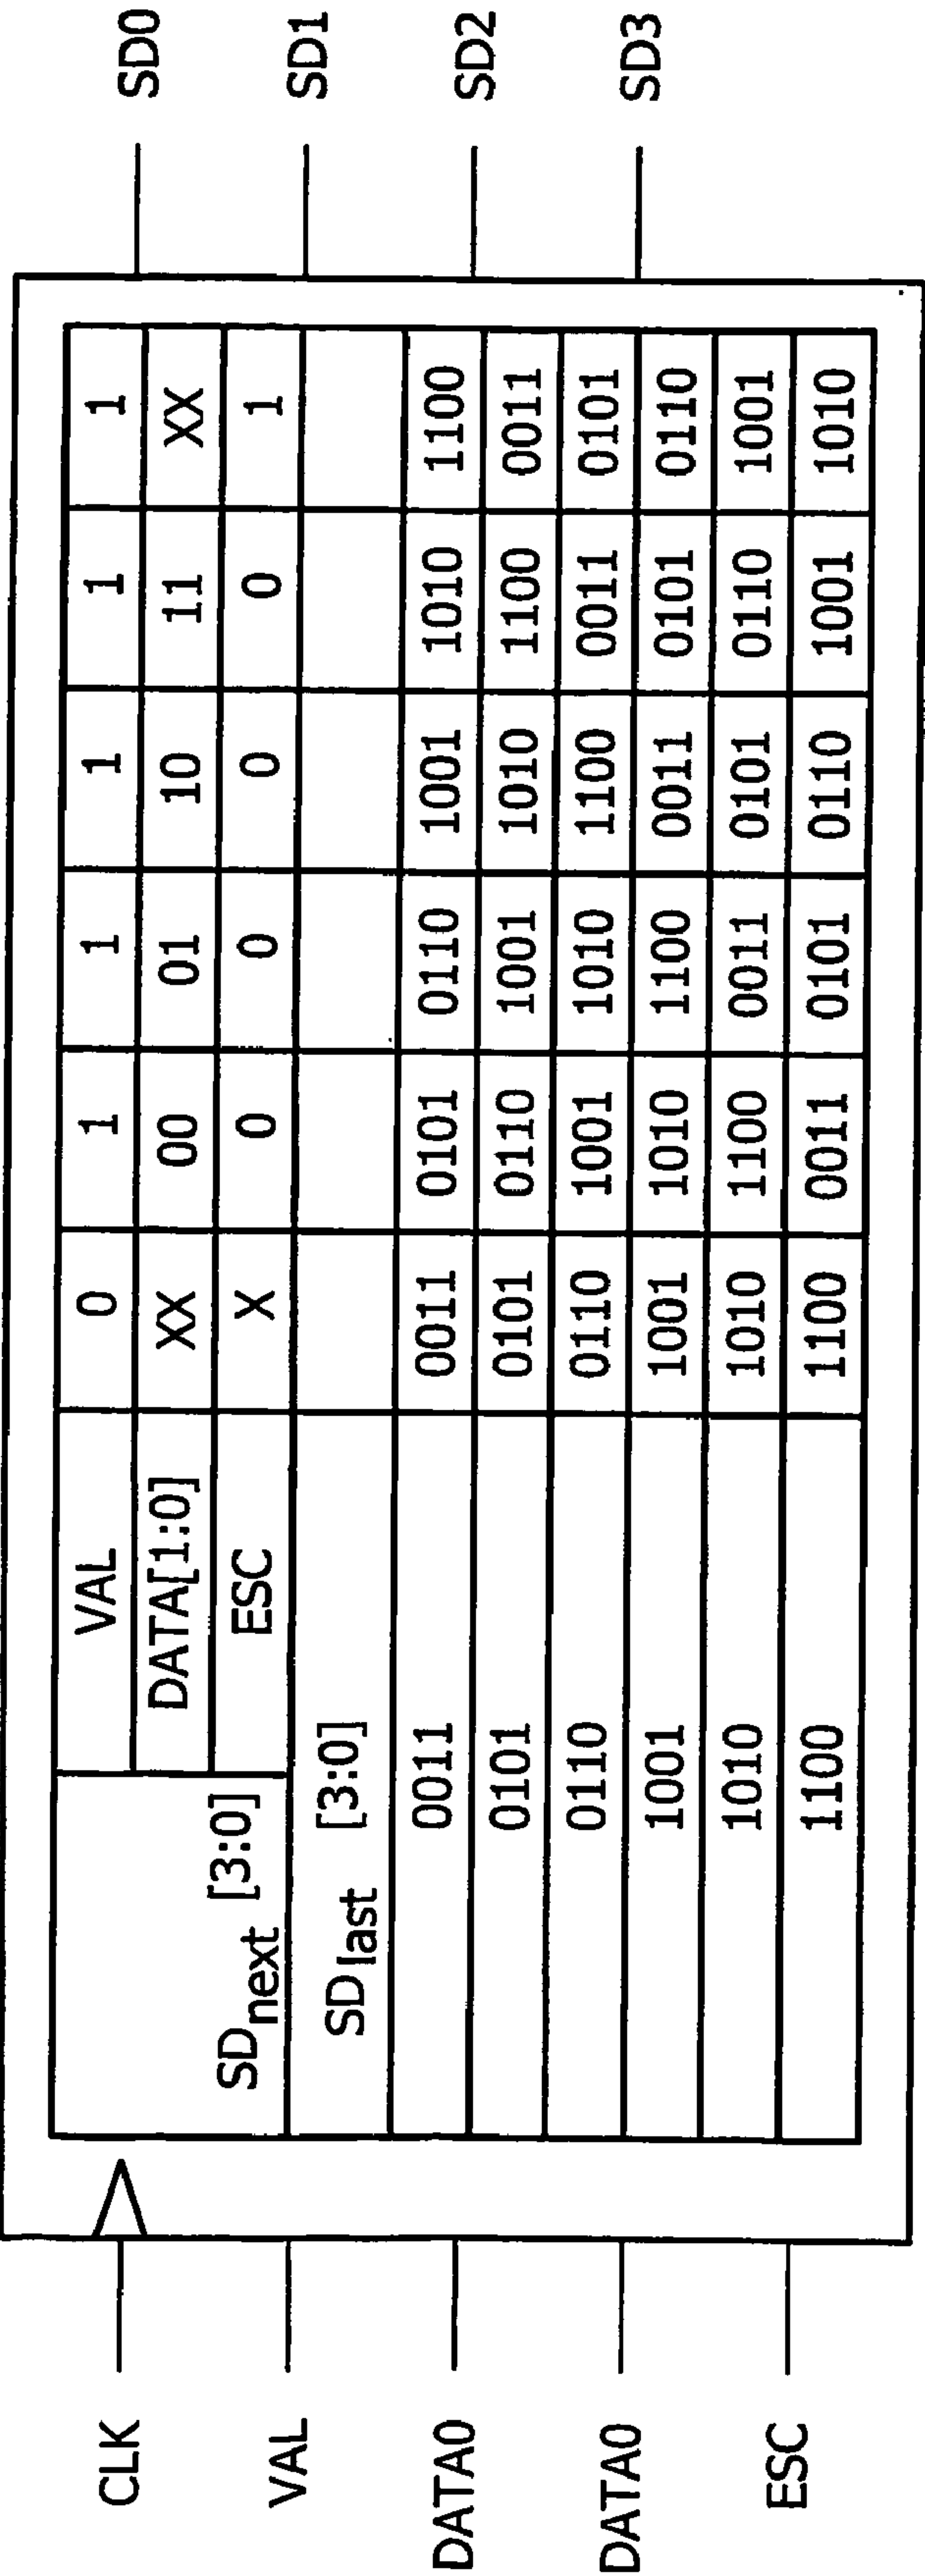 CLK
VAL
DATA0
DATA0
ESC
VAL 0 1 1 1 1 1
DATA[1:0] XX 00 01 10 11 XX
SDnext [3:0] ESC X 0 0 0 0 1
SDlast [3:0]
0011 0011 0101 0110 1001 1010 1100
0101 0101 0110 1001 1010 1100 0011
0110 0110 1001 1010 1100 0011 0101
1001 1001 1010 1100 0011 0101 0110
1010 1010 1100 0011 0101 0110 1001
1100 1100 0011 0101 0110 1001 1010
SD0
SD1
SD2
SD3